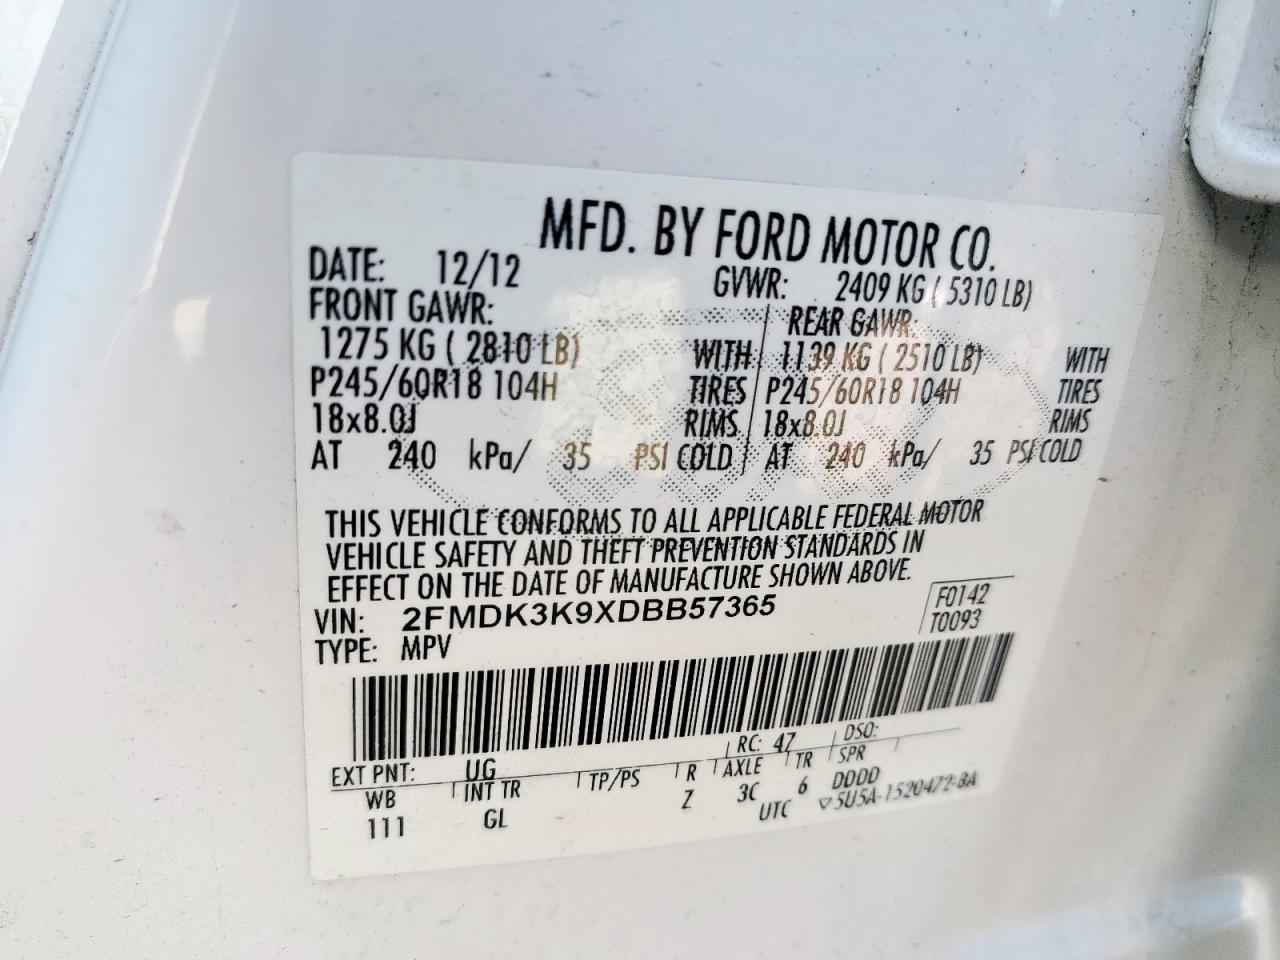 MFD. BY FORD MOTOR CO.
DATE: 12/12 GVWR: 2409 KG ( 5310 LB)
FRONT GAWR: REAR GAWR:
1275 KG ( 2810 LB) WITH 1139 KG ( 2510 LB) WITH
P245/60R18 104H TIRES P245/60R18 104H TIRES
18x8.0J RIMS 18x8.0J RIMS
AT 240 kPa/ 35 PSI COLD AT 240 kPa/ 35 PSI COLD
THIS VEHICLE CONFORMS TO ALL APPLICABLE FEDERAL MOTOR
VEHICLE SAFETY AND THEFT PREVENTION STANDARDS IN
EFFECT ON THE DATE OF MANUFACTURE SHOWN ABOVE.
VIN: 2FMDK3K9XDBB57365 F0142
TYPE: MPV T0093
EXT PNT: UG RC: 47 DSO:
WB INT TR TP/PS R AXLE TR SPR
111 GL Z 3C 6 DDDD
UTC ▽5U5A-1520472-BA